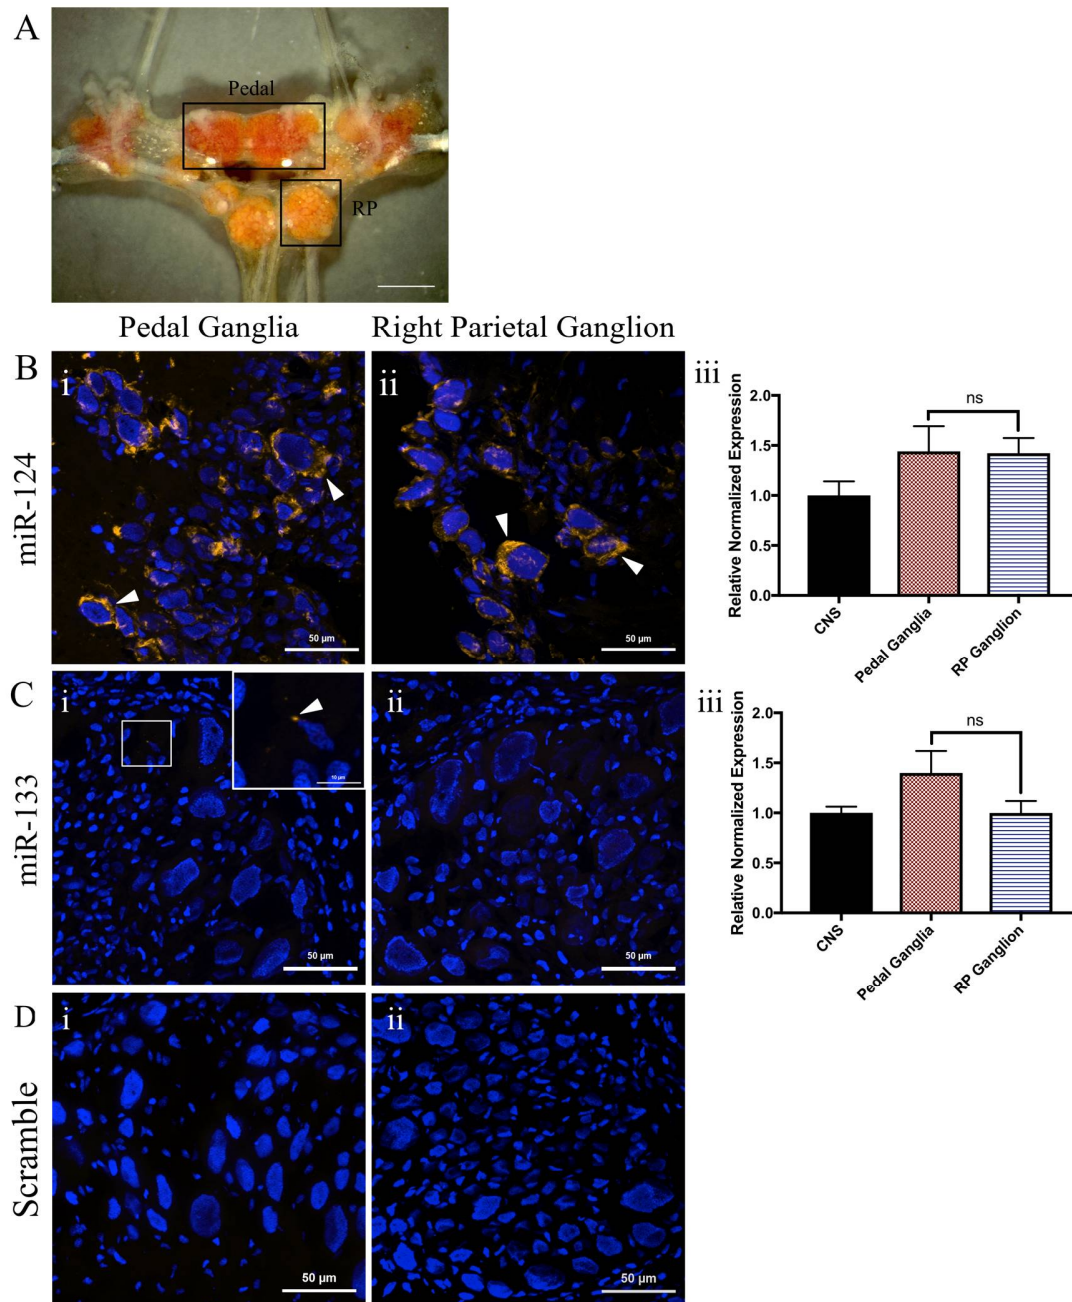 A
Pedal
RP
Pedal Ganglia
Right Parietal Ganglion
B
miR-124
i
50 µm
ii
50 µm
iii
Relative Normalized Expression
2.0
1.5
1.0
0.5
0.0
ns
CNS
Pedal Ganglia
RP Ganglion
C
miR-133
i
10 µm
50 µm
ii
50 µm
iii
Relative Normalized Expression
2.0
1.5
1.0
0.5
0.0
ns
CNS
Pedal Ganglia
RP Ganglion
D
Scramble
i
50 µm
ii
50 µm